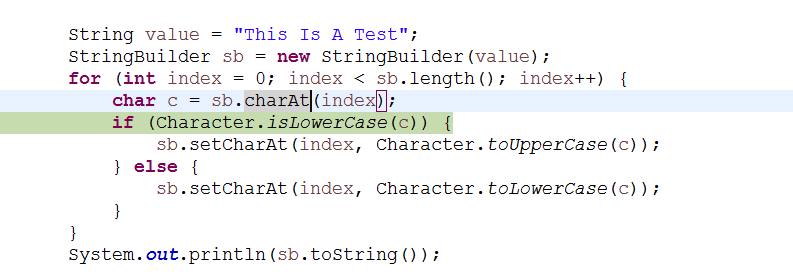 String value = "This Is A Test";
StringBuilder sb = new StringBuilder(value);
for (int index = 0; index < sb.length(); index++) {
char c = sb.charAt(index);
if (Character.isLowerCase(c)) {
sb.setCharAt(index, Character.toUpperCase(c));
} else {
sb.setCharAt(index, Character.toLowerCase(c));
}
}
System.out.println(sb.toString());